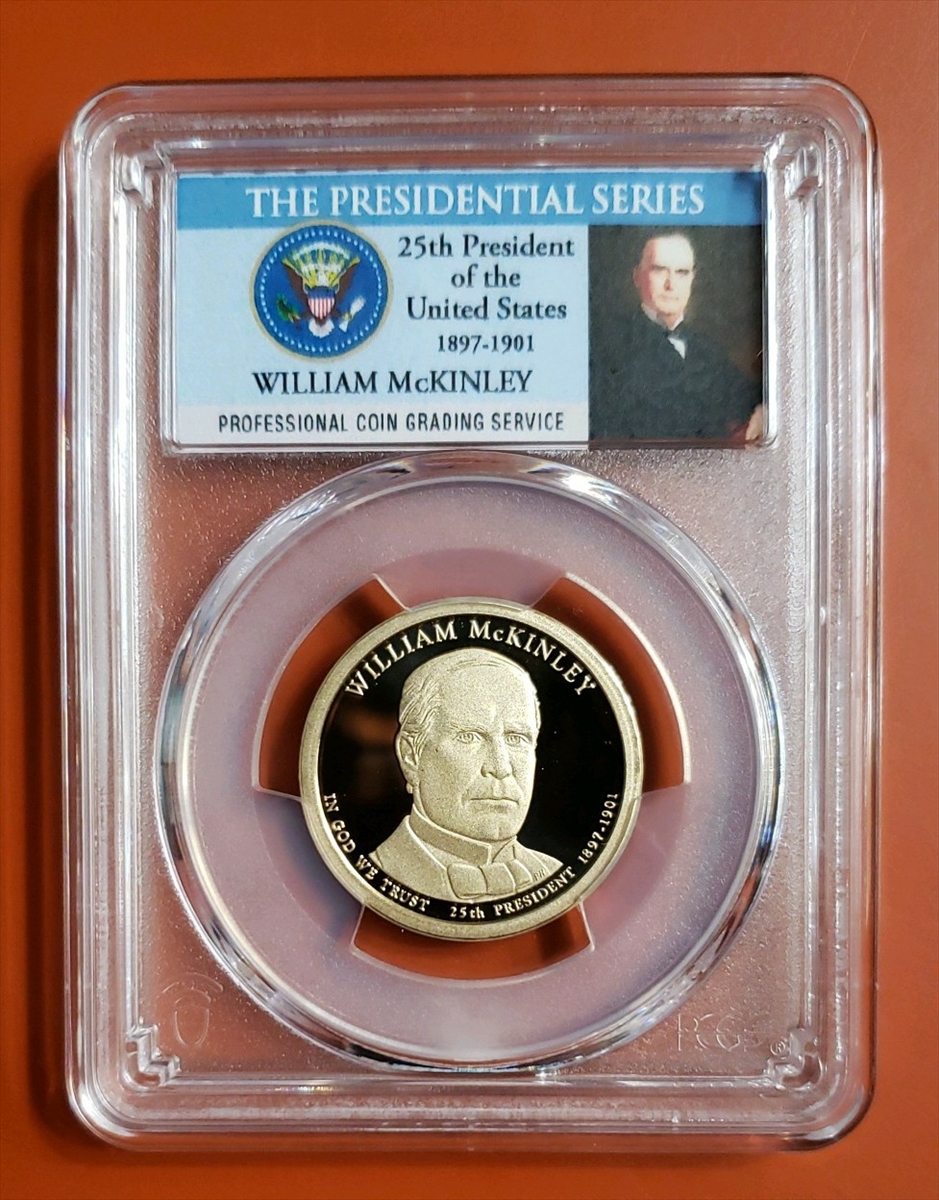 THE PRESIDENTIAL SERIES
25th President
of the
United States
1897-1901
WILLIAM McKINLEY
PROFESSIONAL COIN GRADING SERVICE
WILLIAM McKINLEY
IN GOD WE TRUST 25th PRESIDENT 1897-1901
PCGS